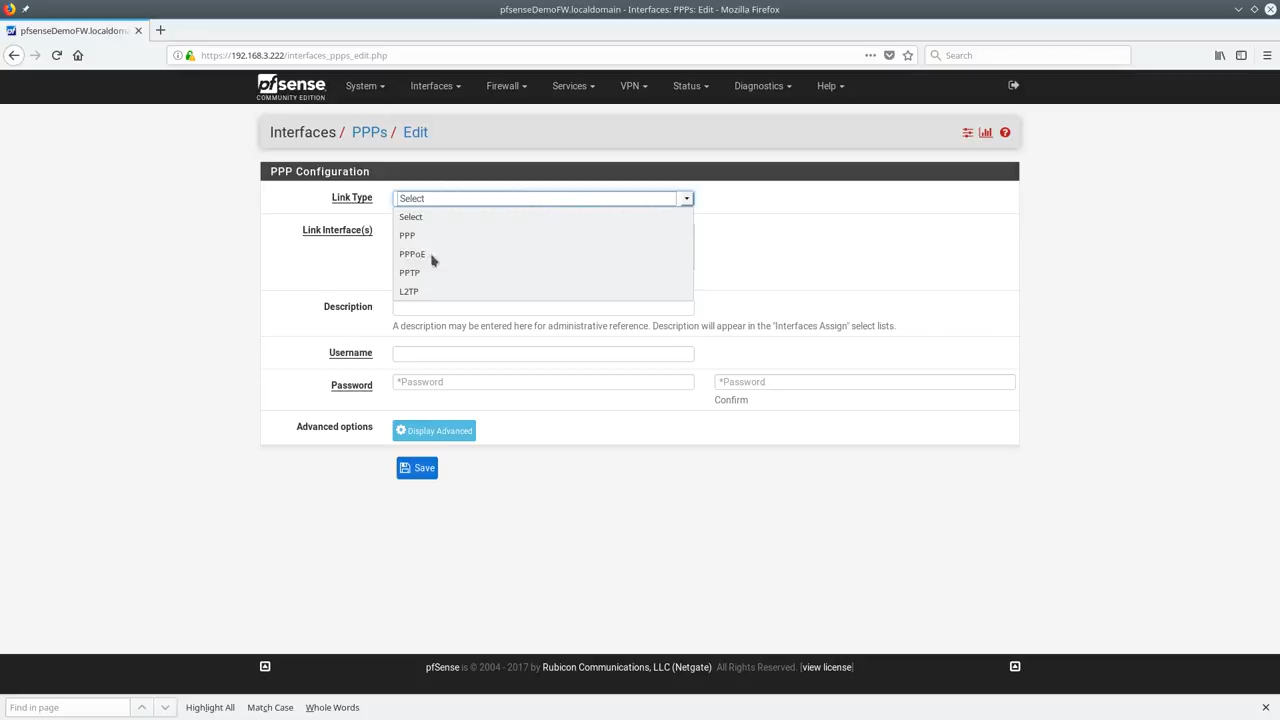 pfsenseDemoFW.localdomain - Interfaces: PPPs: Edit - Mozilla Firefox
pfsenseDemoFW.localdom
https://192.168.3.222/interfaces_ppps_edit.php
Search
pfsense
COMMUNITY EDITION
System
Interfaces
Firewall
Services
VPN
Status
Diagnostics
Help
Interfaces / PPPs / Edit
PPP Configuration
Link Type
Select
Select
PPP
PPPoE
PPTP
L2TP
Link Interface(s)
Description
A description may be entered here for administrative reference. Description will appear in the "Interfaces Assign" select lists.
Username
Password
*Password
*Password
Confirm
Advanced options
Display Advanced
Save
pfSense is © 2004 - 2017 by Rubicon Communications, LLC (Netgate) All Rights Reserved. [view license]
Find in page
Highlight All
Match Case
Whole Words